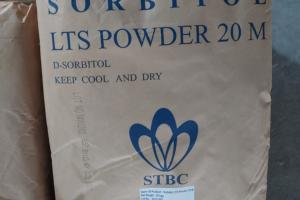 SORBITOL
LTS POWDER 20 M
D-SORBITOL
KEEP COOL AND DRY
STBC